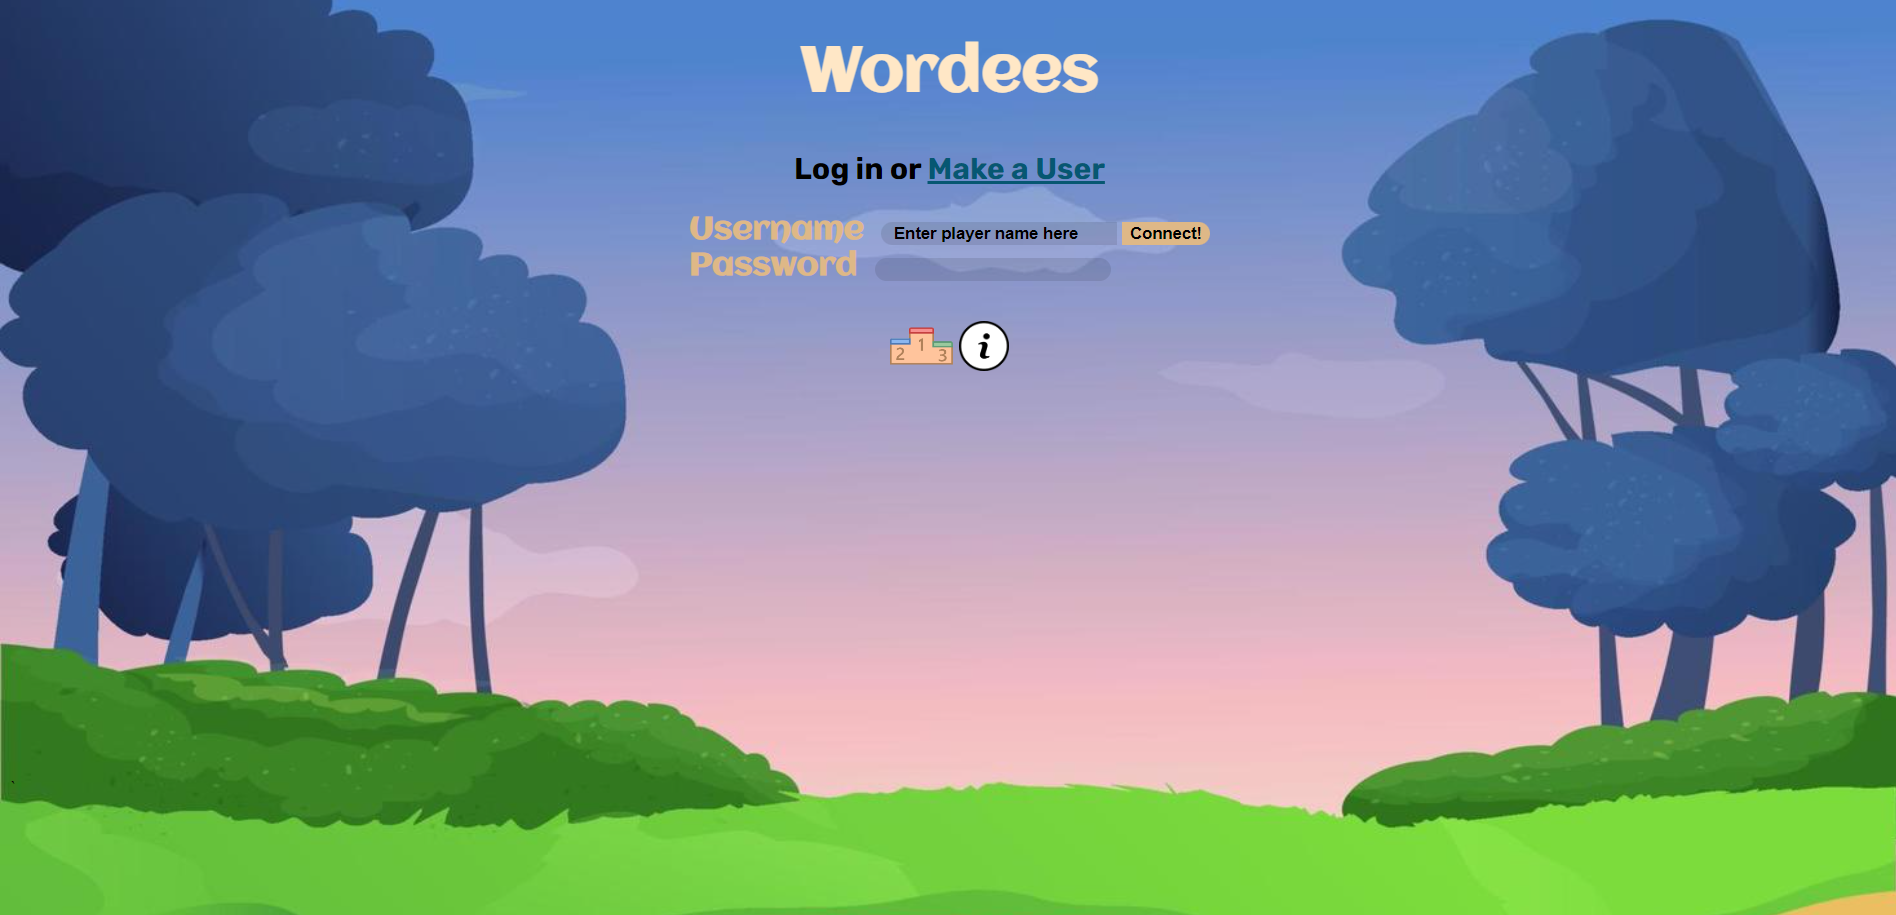 Wordees
Log in or Make a User
Username Enter player name here Connect!
Password
2 1 3 i